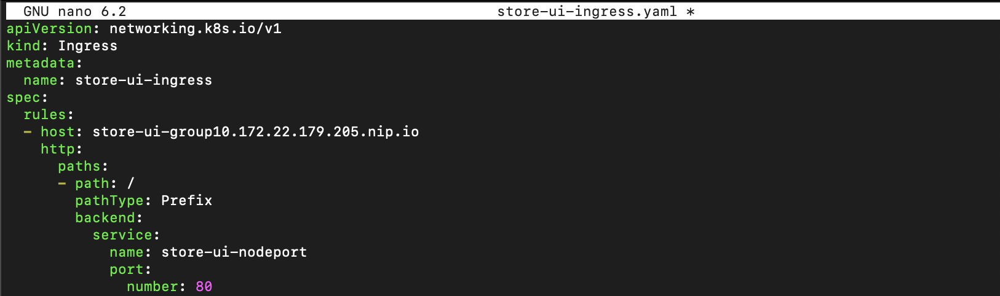 GNU nano 6.2 store-ui-ingress.yaml *
apiVersion: networking.k8s.io/v1
kind: Ingress
metadata:
  name: store-ui-ingress
spec:
  rules:
  - host: store-ui-group10.172.22.179.205.nip.io
    http:
      paths:
      - path: /
        pathType: Prefix
        backend:
          service:
            name: store-ui-nodeport
            port:
              number: 80